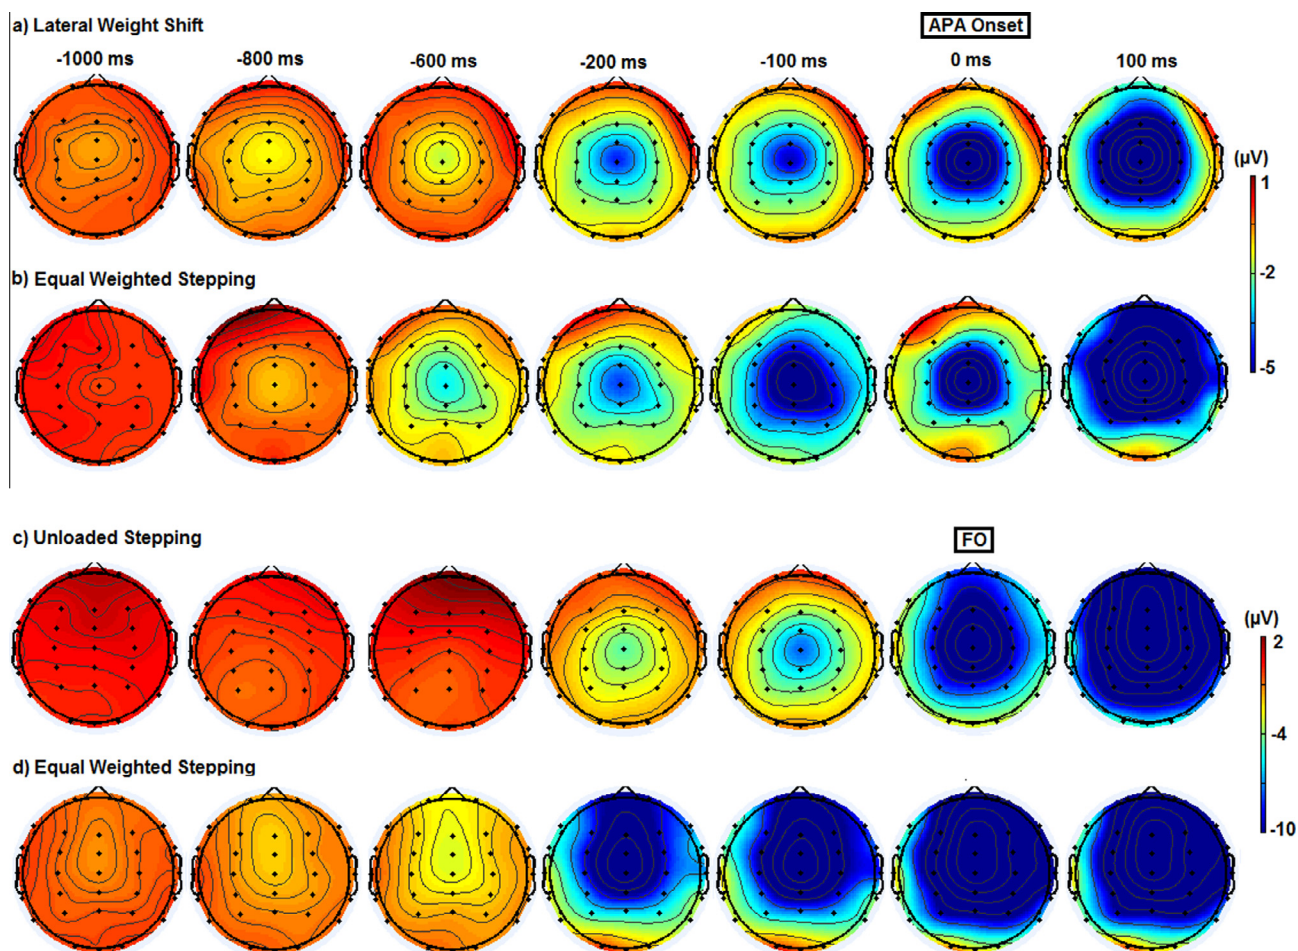 a) Lateral Weight Shift
APA Onset
-1000 ms -800 ms -600 ms -200 ms -100 ms 0 ms 100 ms
(µV)
1
-2
-5
b) Equal Weighted Stepping
c) Unloaded Stepping
FO
(µV)
2
-4
-10
d) Equal Weighted Stepping